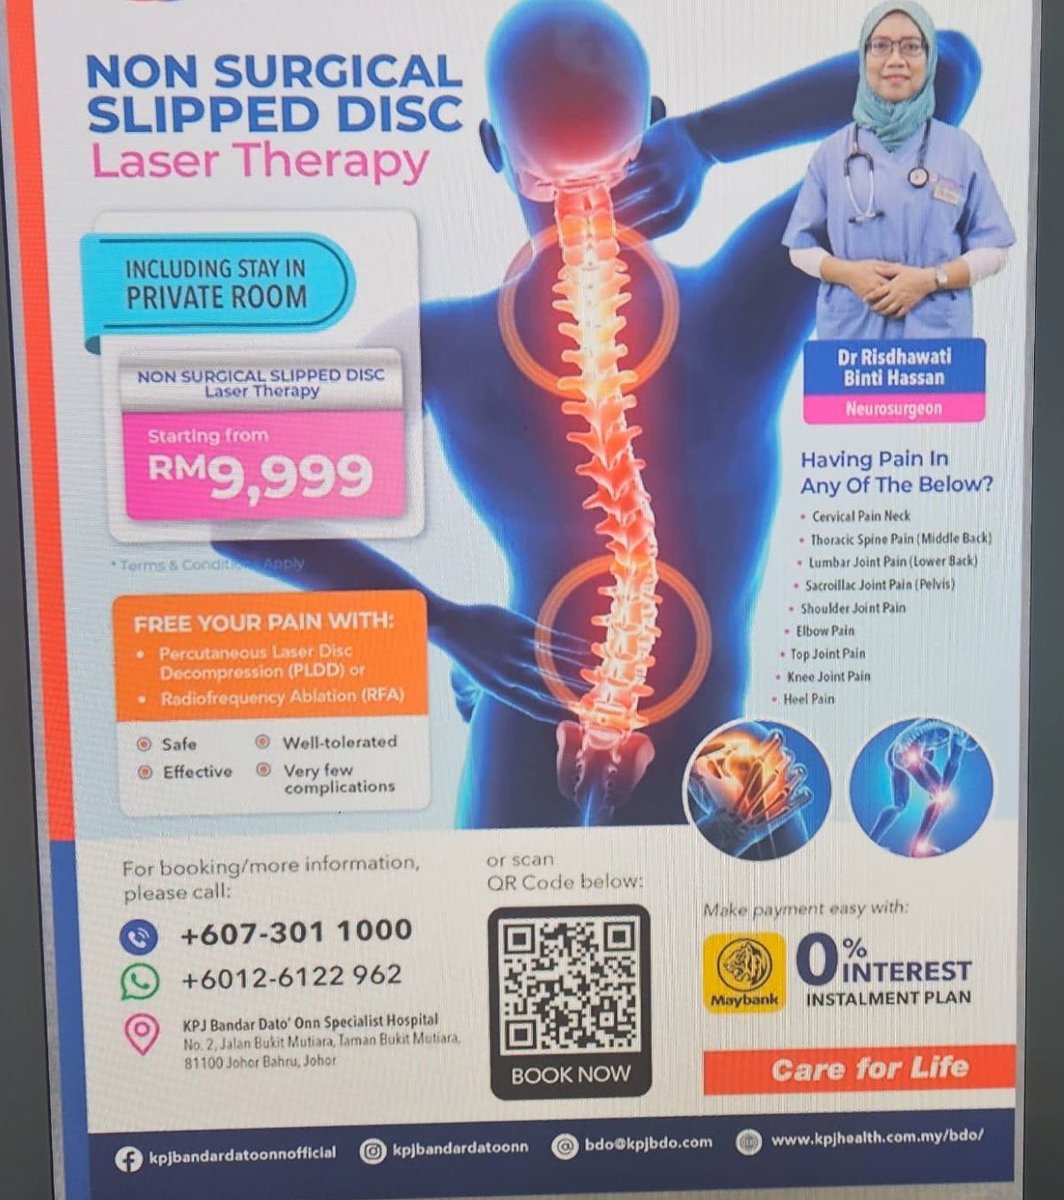 NON SURGICAL
SLIPPED DISC
Laser Therapy
INCLUDING STAY IN
PRIVATE ROOM
NON SURGICAL SLIPPED DISC
Laser Therapy
Starting from
RM9,999
* Terms & Conditions Apply
FREE YOUR PAIN WITH:
• Percutaneous Laser Disc
Decompression (PLDD) or
• Radiofrequency Ablation (RFA)
Safe
Well-tolerated
Effective
Very few
complications
Dr Risdhawati
Binti Hassan
Neurosurgeon
Having Pain In
Any Of The Below?
• Cervical Pain Neck
• Thoracic Spine Pain (Middle Back)
• Lumbar Joint Pain (Lower Back)
• Sacroillac Joint Pain (Pelvis)
• Shoulder Joint Pain
• Elbow Pain
• Top Joint Pain
• Knee Joint Pain
• Heel Pain
For booking/more information,
please call:
+607-301 1000
+6012-6122 962
KPJ Bandar Dato' Onn Specialist Hospital
No. 2, Jalan Bukit Mutiara, Taman Bukit Mutiara,
81100 Johor Bahru, Johor
or scan
QR Code below:
BOOK NOW
Make payment easy with:
Maybank
0% INTEREST
INSTALMENT PLAN
Care for Life
kpjbandardatoonnofficial
kpjbandardatoonn
bdo@kpjbdo.com
www.kpjhealth.com.my/bdo/